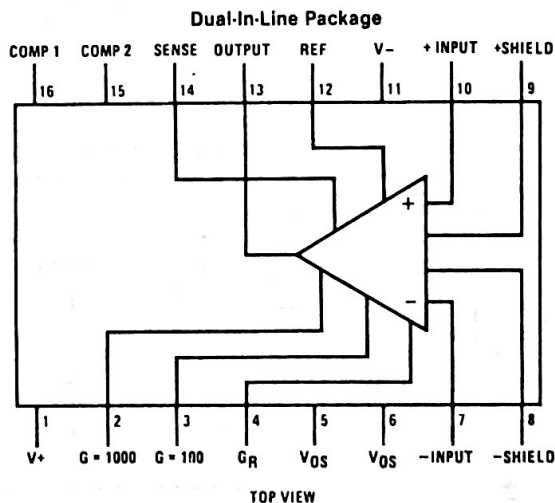 Dual-In-Line Package
COMP 1 COMP 2 SENSE OUTPUT REF V− + INPUT +SHIELD
16 15 14 13 12 11 10 9
+
−
1 2 3 4 5 6 7 8
V+ G = 1000 G = 100 GR VOS VOS −INPUT −SHIELD
TOP VIEW